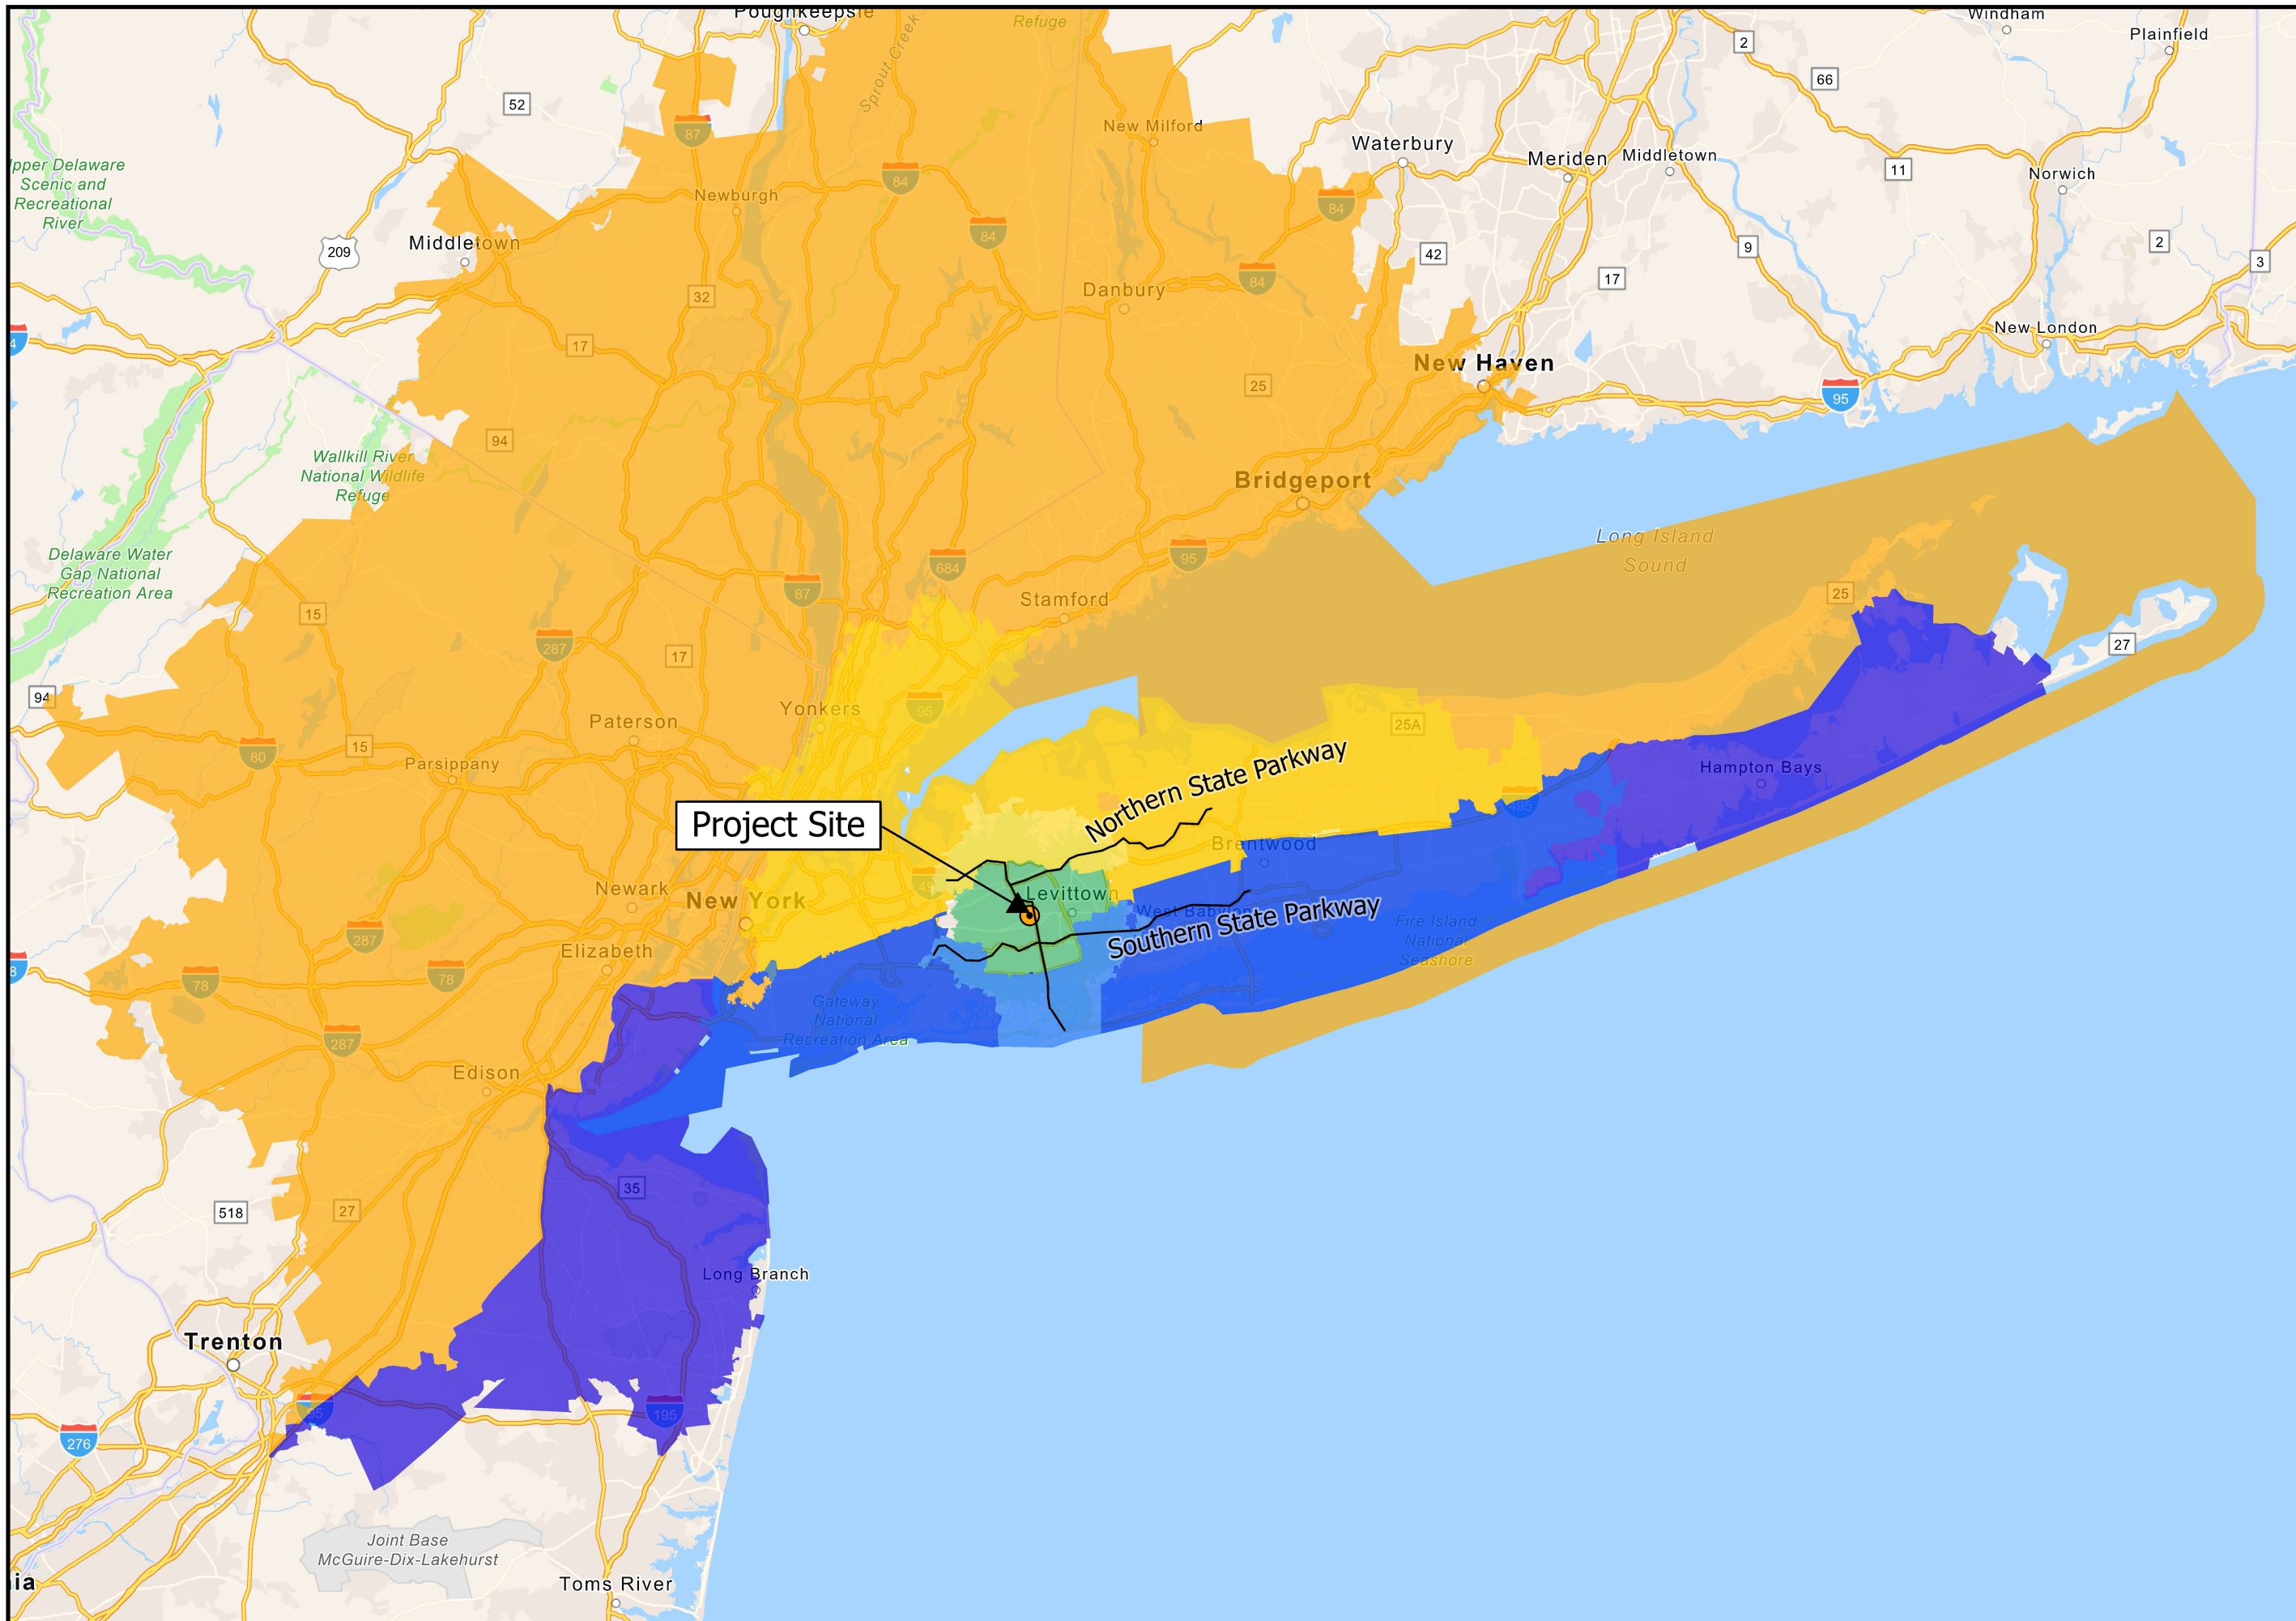 Poughkeepsie
Refuge
Windham
Plainfield
2
66
52
87
Sprout Creek
New Milford
Waterbury
Meriden
Middletown
11
Norwich
Upper Delaware
Scenic and
Recreational
River
84
Newburgh
84
209
Middletown
84
42
9
2
3
17
84
32
Danbury
New London
4
17
New Haven
25
95
94
Wallkill River
National Wildlife
Refuge
Bridgeport
Delaware Water
Gap National
Recreation Area
Long Island
Sound
95
684
87
Stamford
25
15
287
17
27
94
Paterson
Yonkers
95
25A
80
15
Parsippany
Northern State Parkway
Hampton Bays
495
Project Site
Brentwood
Newark
New York
49
Levittown
West Babylon
Southern State Parkway
287
Elizabeth
Fire Island
National
Seashore
8
78
78
Gateway
National
Recreation Area
287
Edison
35
518
27
Long Branch
Trenton
95
195
276
Joint Base
McGuire-Dix-Lakehurst
ia
Toms River